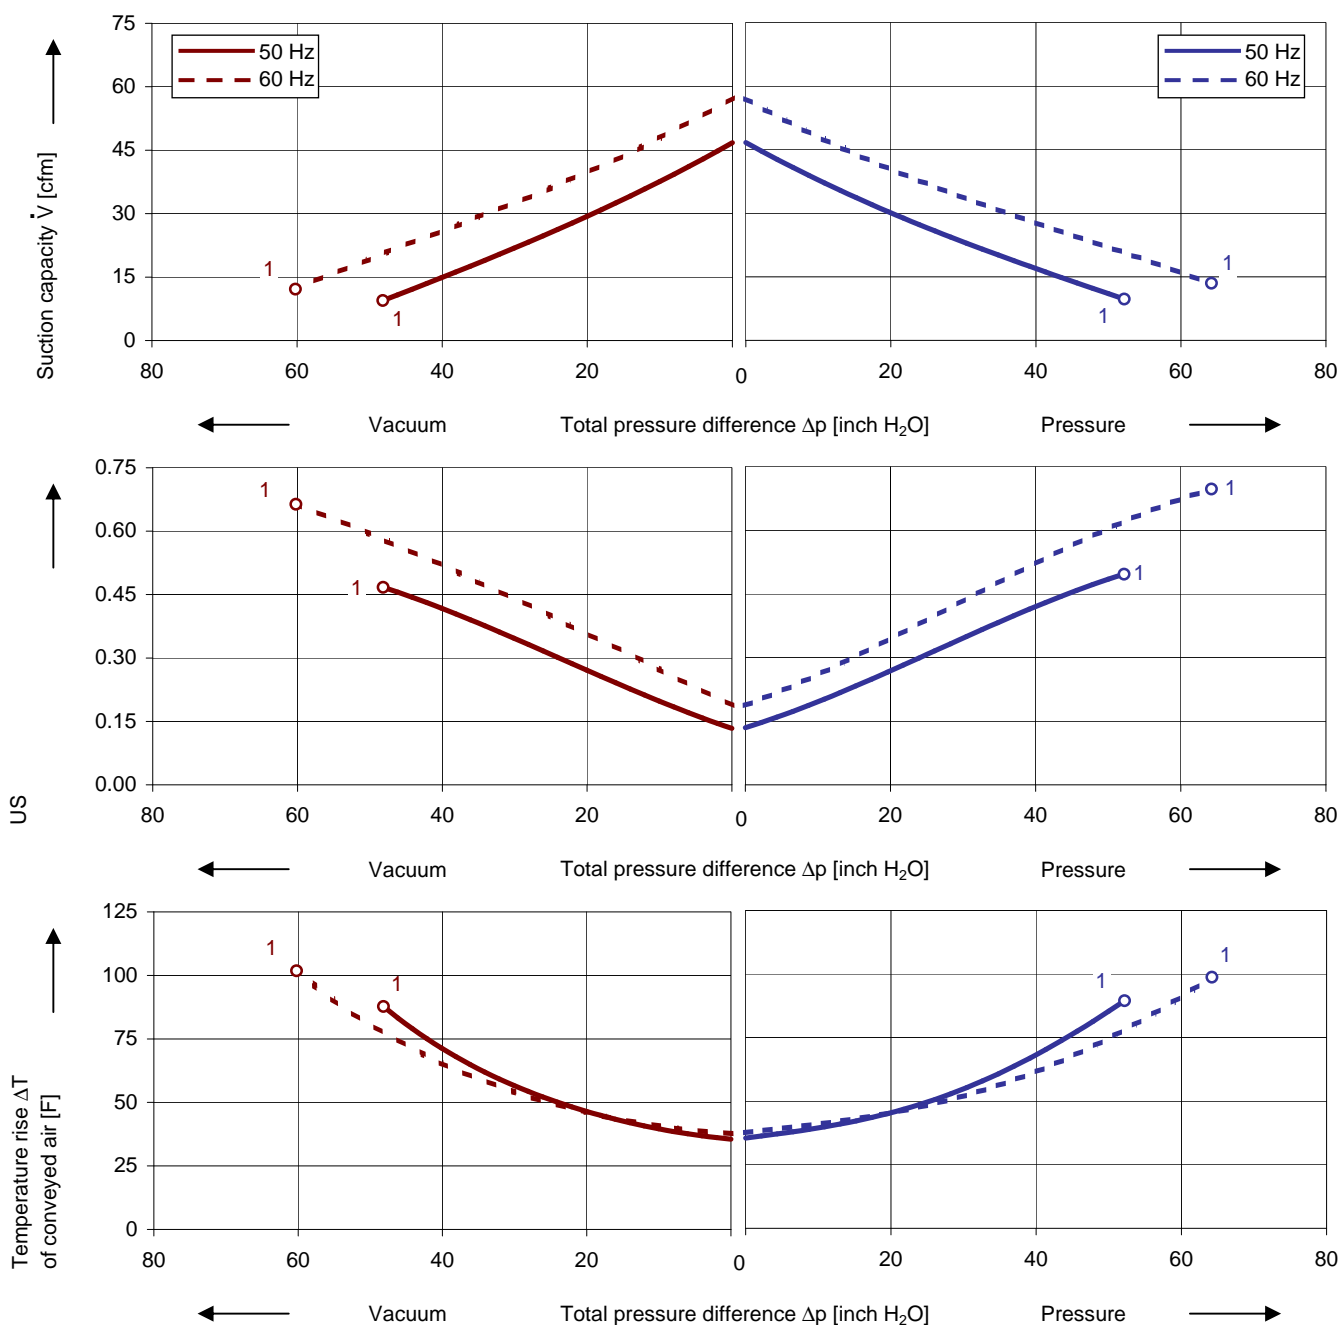 75
60
45
30
15
0
50 Hz
60 Hz
50 Hz
60 Hz
1
1
1
1
Suction capacity V̇ [cfm]
80 60 40 20 0 20 40 60 80
Vacuum Total pressure difference Δp [inch H₂O] Pressure
0.75
0.60
0.45
0.30
0.15
0.00
1
1
1
1
US
80 60 40 20 0 20 40 60 80
Vacuum Total pressure difference Δp [inch H₂O] Pressure
125
100
75
50
25
0
1
1
1
1
Temperature rise ΔT
of conveyed air [F]
80 60 40 20 0 20 40 60 80
Vacuum Total pressure difference Δp [inch H₂O] Pressure